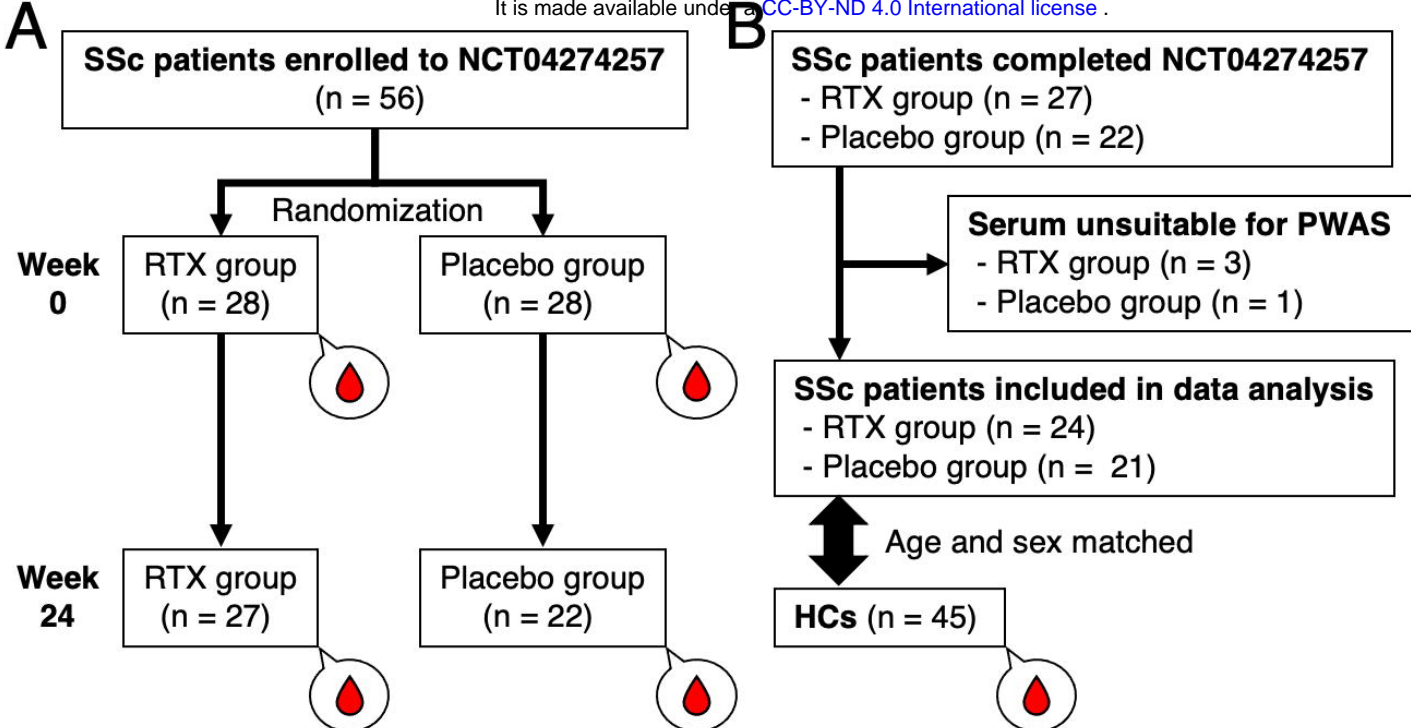 It is made available under a CC-BY-ND 4.0 International license .
A
SSc patients enrolled to NCT04274257
(n = 56)
Randomization
Week
0
RTX group
(n = 28)
Placebo group
(n = 28)
Week
24
RTX group
(n = 27)
Placebo group
(n = 22)
B
SSc patients completed NCT04274257
- RTX group (n = 27)
- Placebo group (n = 22)
Serum unsuitable for PWAS
- RTX group (n = 3)
- Placebo group (n = 1)
SSc patients included in data analysis
- RTX group (n = 24)
- Placebo group (n =  21)
Age and sex matched
HCs (n = 45)